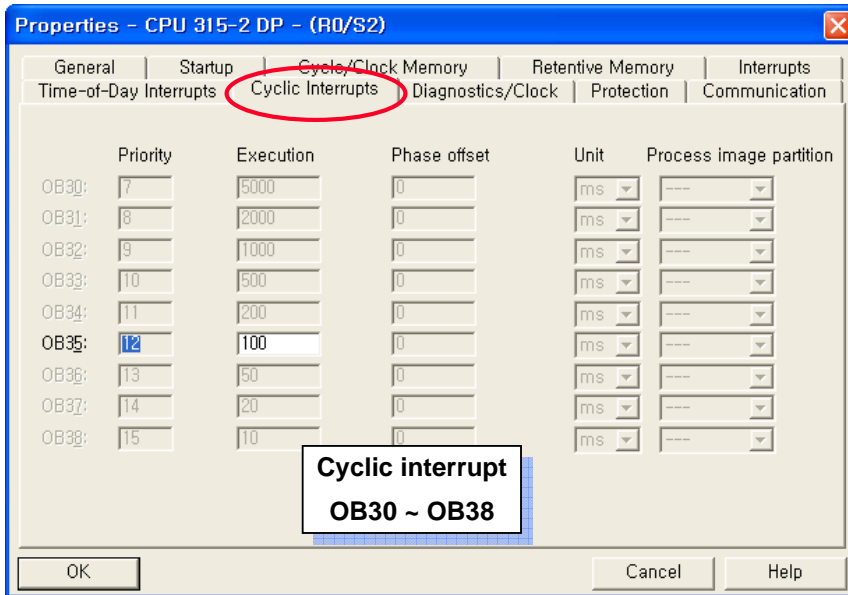 Properties - CPU 315-2 DP - (R0/S2)
General Startup Cycle/Clock Memory Retentive Memory Interrupts
Time-of-Day Interrupts Cyclic Interrupts Diagnostics/Clock Protection Communication
Priority Execution Phase offset Unit Process image partition
OB30: 7 5000 0 ms ---
OB31: 8 2000 0 ms ---
OB32: 9 1000 0 ms ---
OB33: 10 500 0 ms ---
OB34: 11 200 0 ms ---
OB35: 12 100 0 ms ---
OB36: 13 50 0 ms ---
OB37: 14 20 0 ms ---
OB38: 15 10 0 ms ---
Cyclic interrupt
OB30 ~ OB38
OK Cancel Help